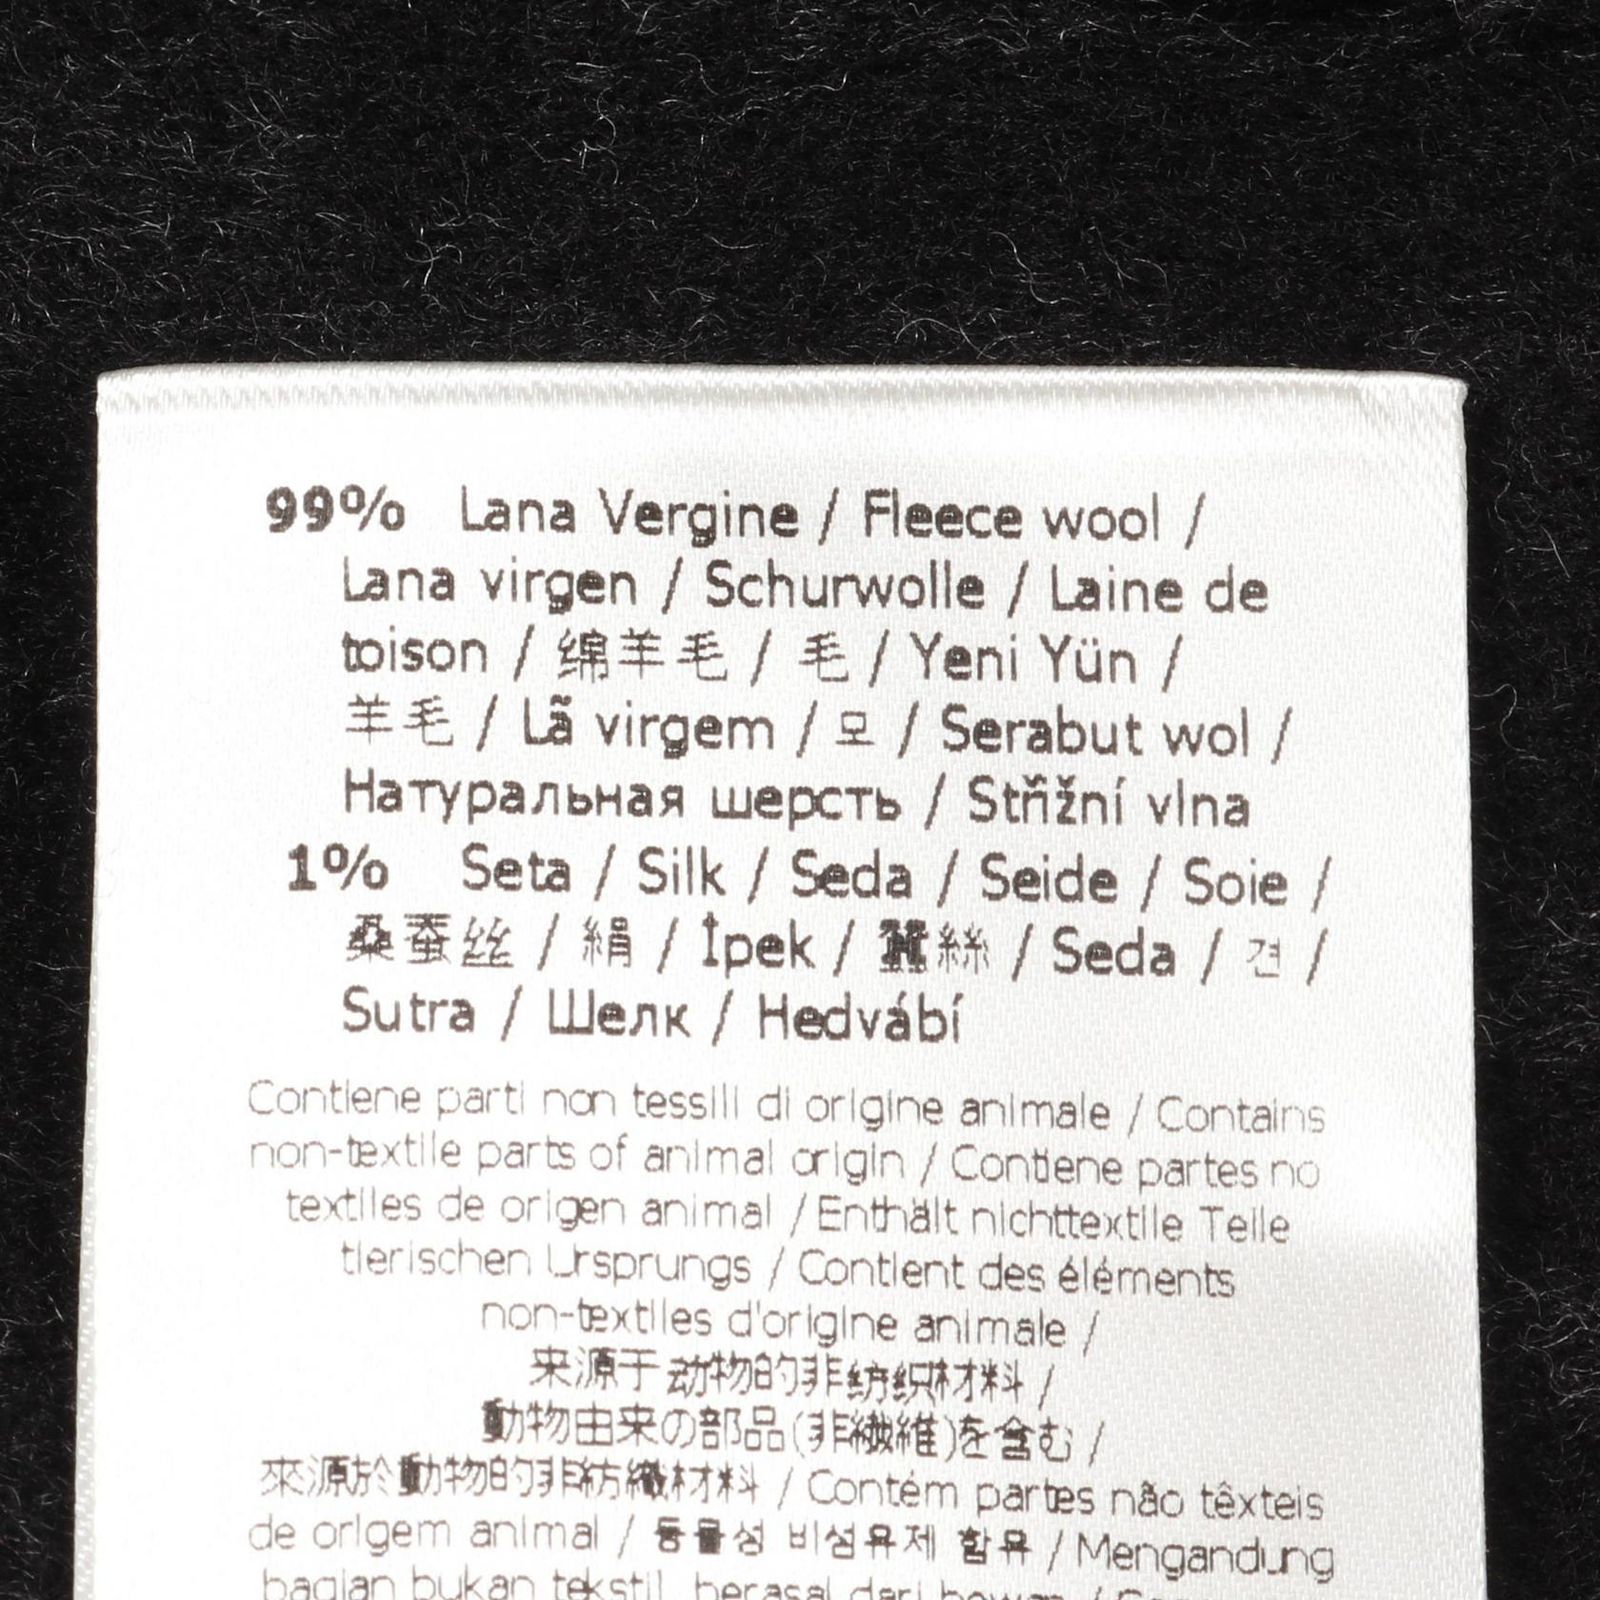 99% Lana Vergine / Fleece wool /
Lana virgen / Schurwolle / Laine de
toison / 绵羊毛 / 毛 / Yeni Yün /
羊毛 / Lã virgem / 모 / Serabut wol /
Натуральная шерсть / Střižní vlna
1% Seta / Silk / Seda / Seide / Soie /
桑蚕丝 / 絹 / İpek / 蠶絲 / Seda / 견 /
Sutra / Шелк / Hedvábí
Contiene parti non tessili di origine animale / Contains
non-textile parts of animal origin / Contiene partes no
textiles de origen animal / Enthält nichttextile Teile
tierischen Ursprungs / Contient des éléments
non-textiles d'origine animale /
来源于动物的非纺织材料 /
動物由来の部品(非繊維)を含む /
來源於動物的非紡織材料 / Contém partes não têxteis
de origem animal / 동물성 비섬유제 함유 / Mengandung
bagian bukan tekstil berasal dari hewan /